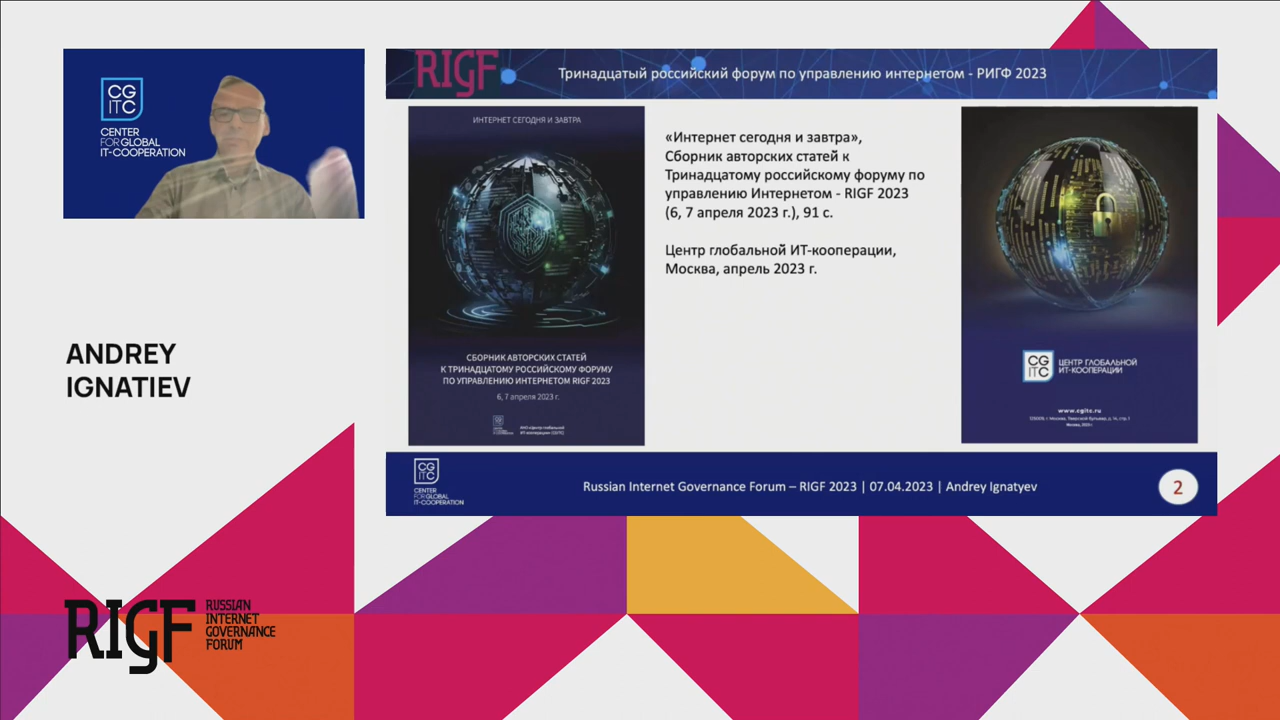 CG
ITC
CENTER
FOR GLOBAL
IT-COOPERATION
ANDREY
IGNATIEV
RIGF
Тринадцатый российский форум по управлению интернетом - РИГФ 2023
ИНТЕРНЕТ СЕГОДНЯ И ЗАВТРА
СБОРНИК АВТОРСКИХ СТАТЕЙ
К ТРИНАДЦАТОМУ РОССИЙСКОМУ ФОРУМУ
ПО УПРАВЛЕНИЮ ИНТЕРНЕТОМ RIGF 2023
6, 7 апреля 2023 г.
«Интернет сегодня и завтра»,
Сборник авторских статей к
Тринадцатому российскому форуму по
управлению Интернетом - RIGF 2023
(6, 7 апреля 2023 г.), 91 с.
Центр глобальной ИТ-кооперации,
Москва, апрель 2023 г.
CG
ITC
ЦЕНТР ГЛОБАЛЬНОЙ
ИТ-КООПЕРАЦИИ
www.cgitc.ru
CG
ITC
CENTER
FOR GLOBAL
IT-COOPERATION
Russian Internet Governance Forum – RIGF 2023 | 07.04.2023 | Andrey Ignatyev
2
RIGF
RUSSIAN
INTERNET
GOVERNANCE
FORUM